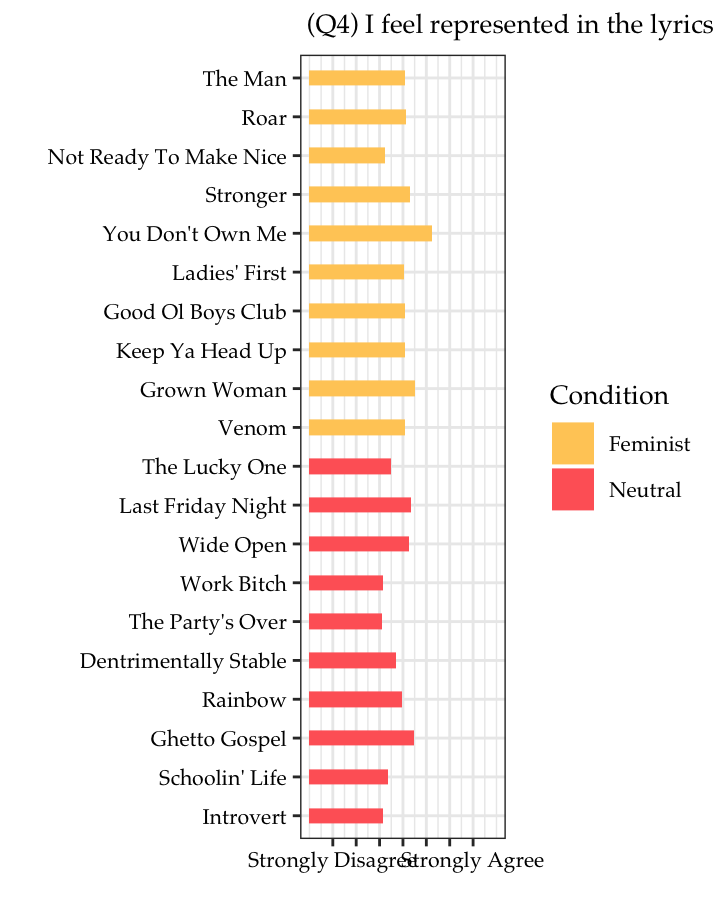 (Q4) I feel represented in the lyrics
The Man
Roar
Not Ready To Make Nice
Stronger
You Don't Own Me
Ladies' First
Good Ol Boys Club
Keep Ya Head Up
Grown Woman
Venom
The Lucky One
Last Friday Night
Wide Open
Work Bitch
The Party's Over
Dentrimentally Stable
Rainbow
Ghetto Gospel
Schoolin' Life
Introvert
Strongly Disagree
Strongly Agree
Condition
Feminist
Neutral